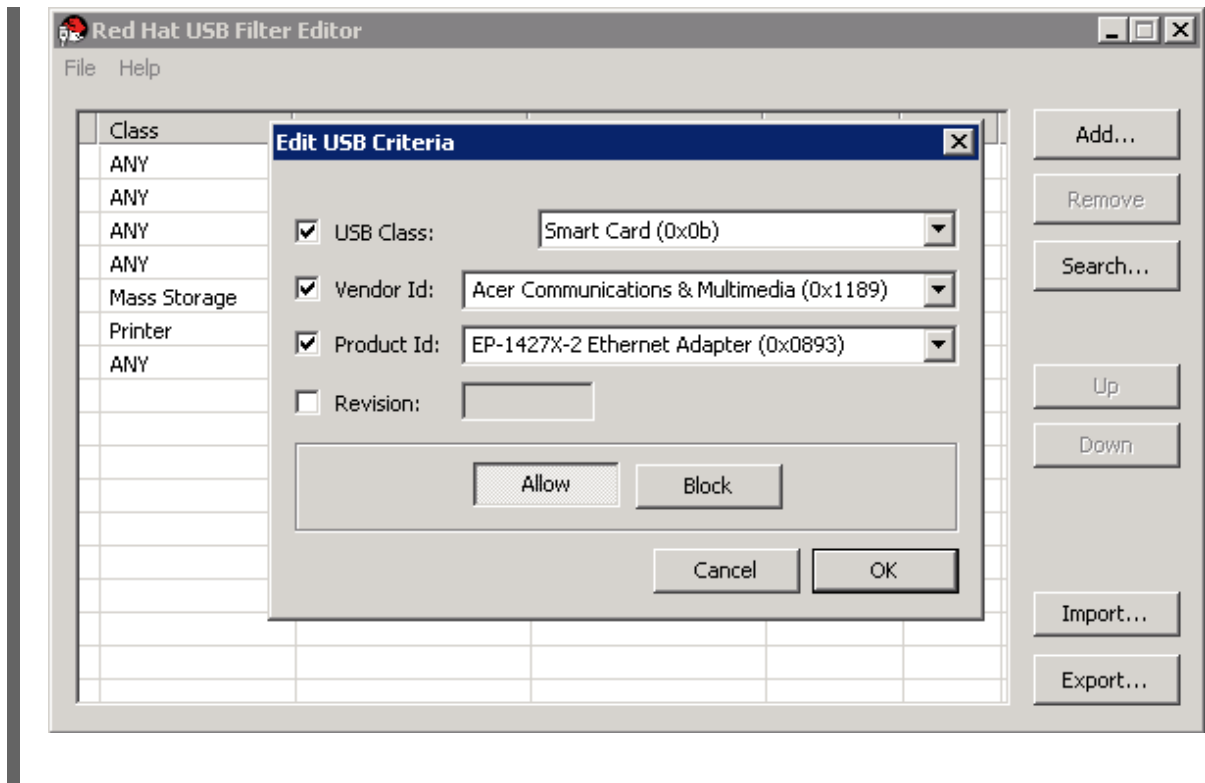 Red Hat USB Filter Editor
File Help
Class
ANY
ANY
ANY
ANY
Mass Storage
Printer
ANY
Edit USB Criteria
USB Class: Smart Card (0x0b)
Vendor Id: Acer Communications & Multimedia (0x1189)
Product Id: EP-1427X-2 Ethernet Adapter (0x0893)
Revision:
Allow Block
Cancel OK
Add...
Remove
Search...
Up
Down
Import...
Export...